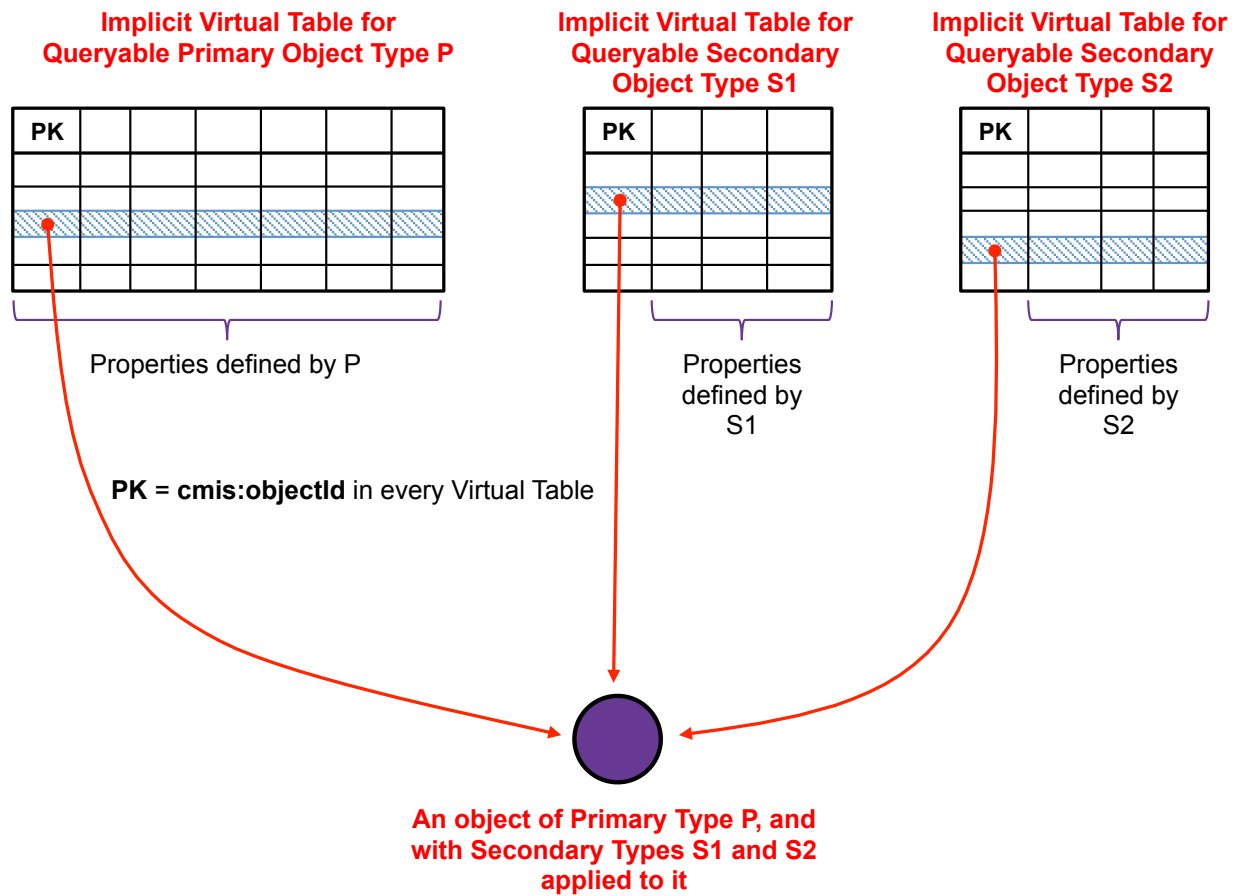 Implicit Virtual Table for
Queryable Primary Object Type P
Implicit Virtual Table for
Queryable Secondary
Object Type S1
Implicit Virtual Table for
Queryable Secondary
Object Type S2
PK
PK
PK
Properties defined by P
Properties
defined by
S1
Properties
defined by
S2
PK = cmis:objectId in every Virtual Table
An object of Primary Type P, and
with Secondary Types S1 and S2
applied to it